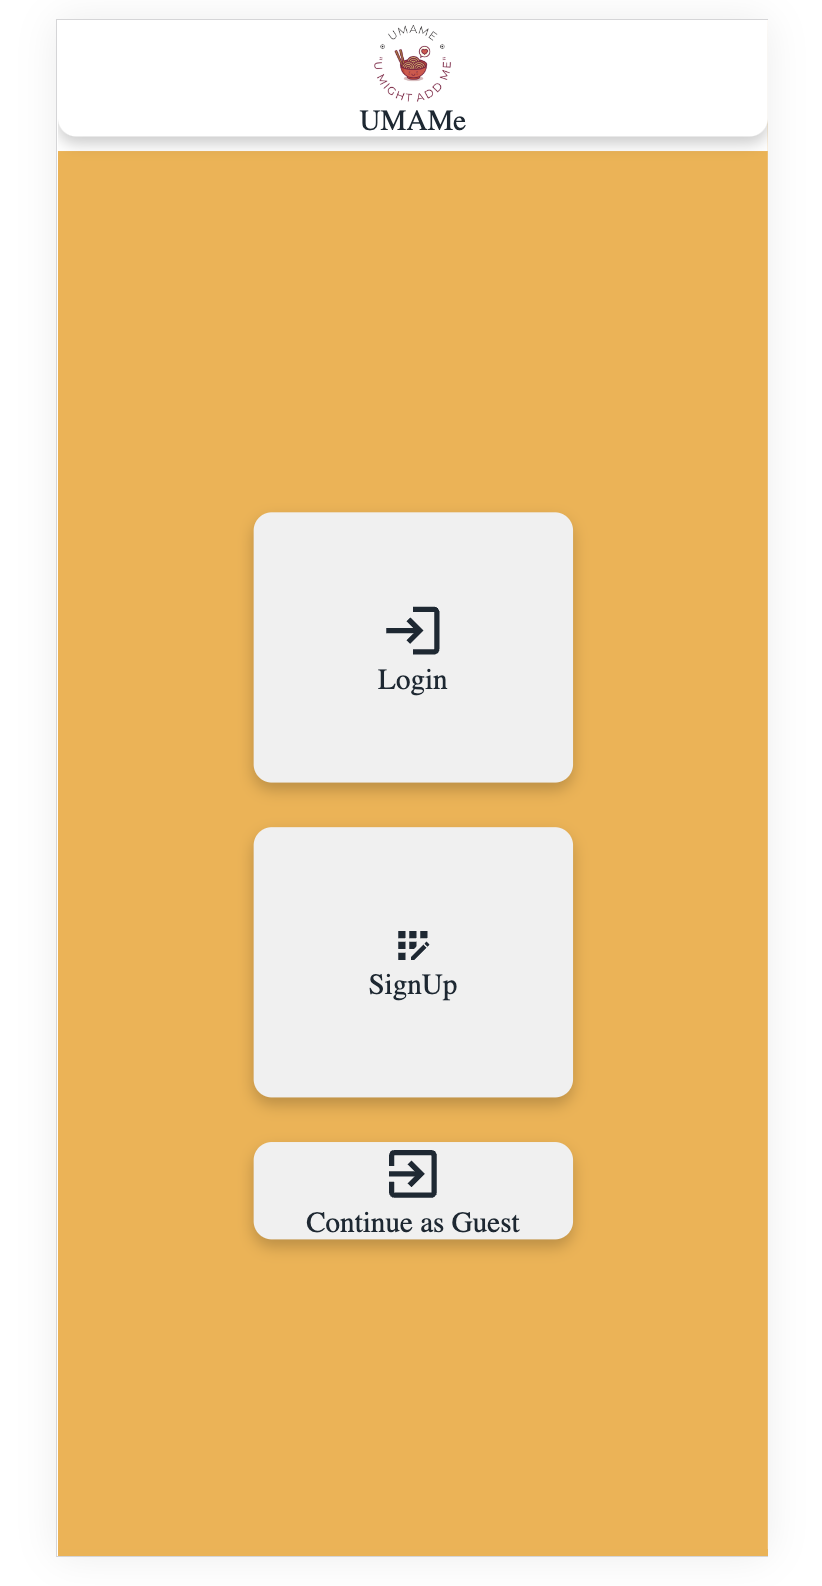 UMAME
"U MIGHT ADD ME"
UMAMe
Login
SignUp
Continue as Guest